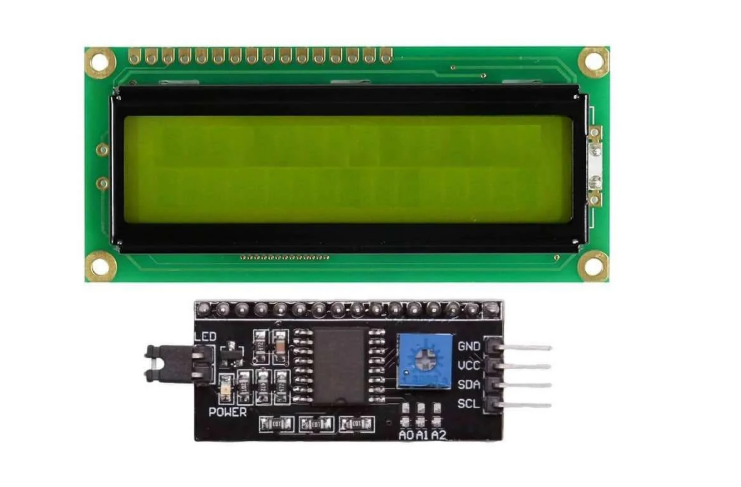 LED
GND
VCC
SDA
SCL
POWER
A0 A1 A2